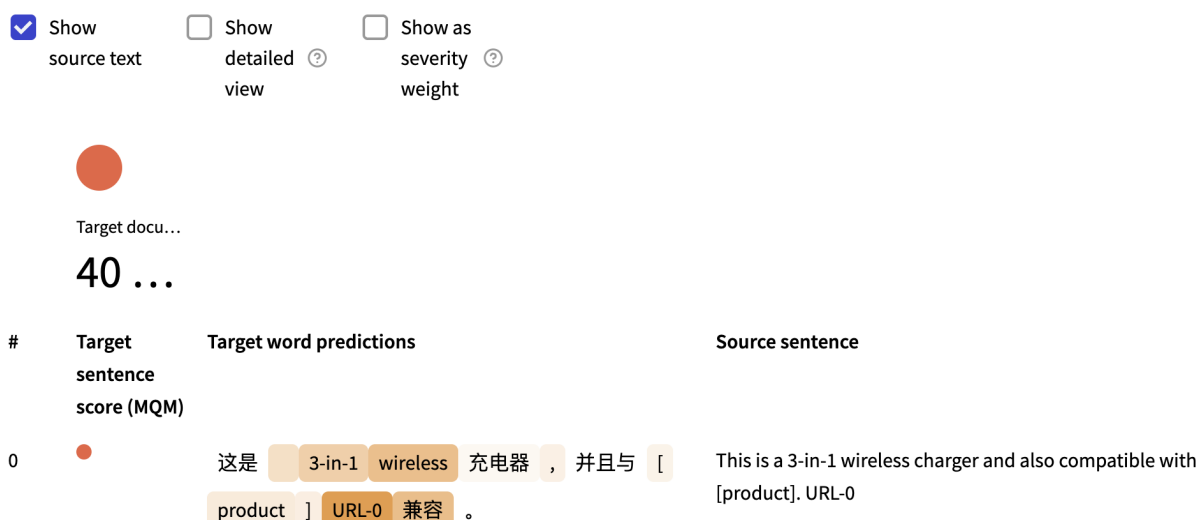 Show source text
Show detailed view
Show as severity weight
Target docu…
40 …
#
Target sentence score (MQM)
Target word predictions
Source sentence
0
这是 3-in-1 wireless 充电器 , 并且与 [
product ] URL-0 兼容 。
This is a 3-in-1 wireless charger and also compatible with
[product]. URL-0